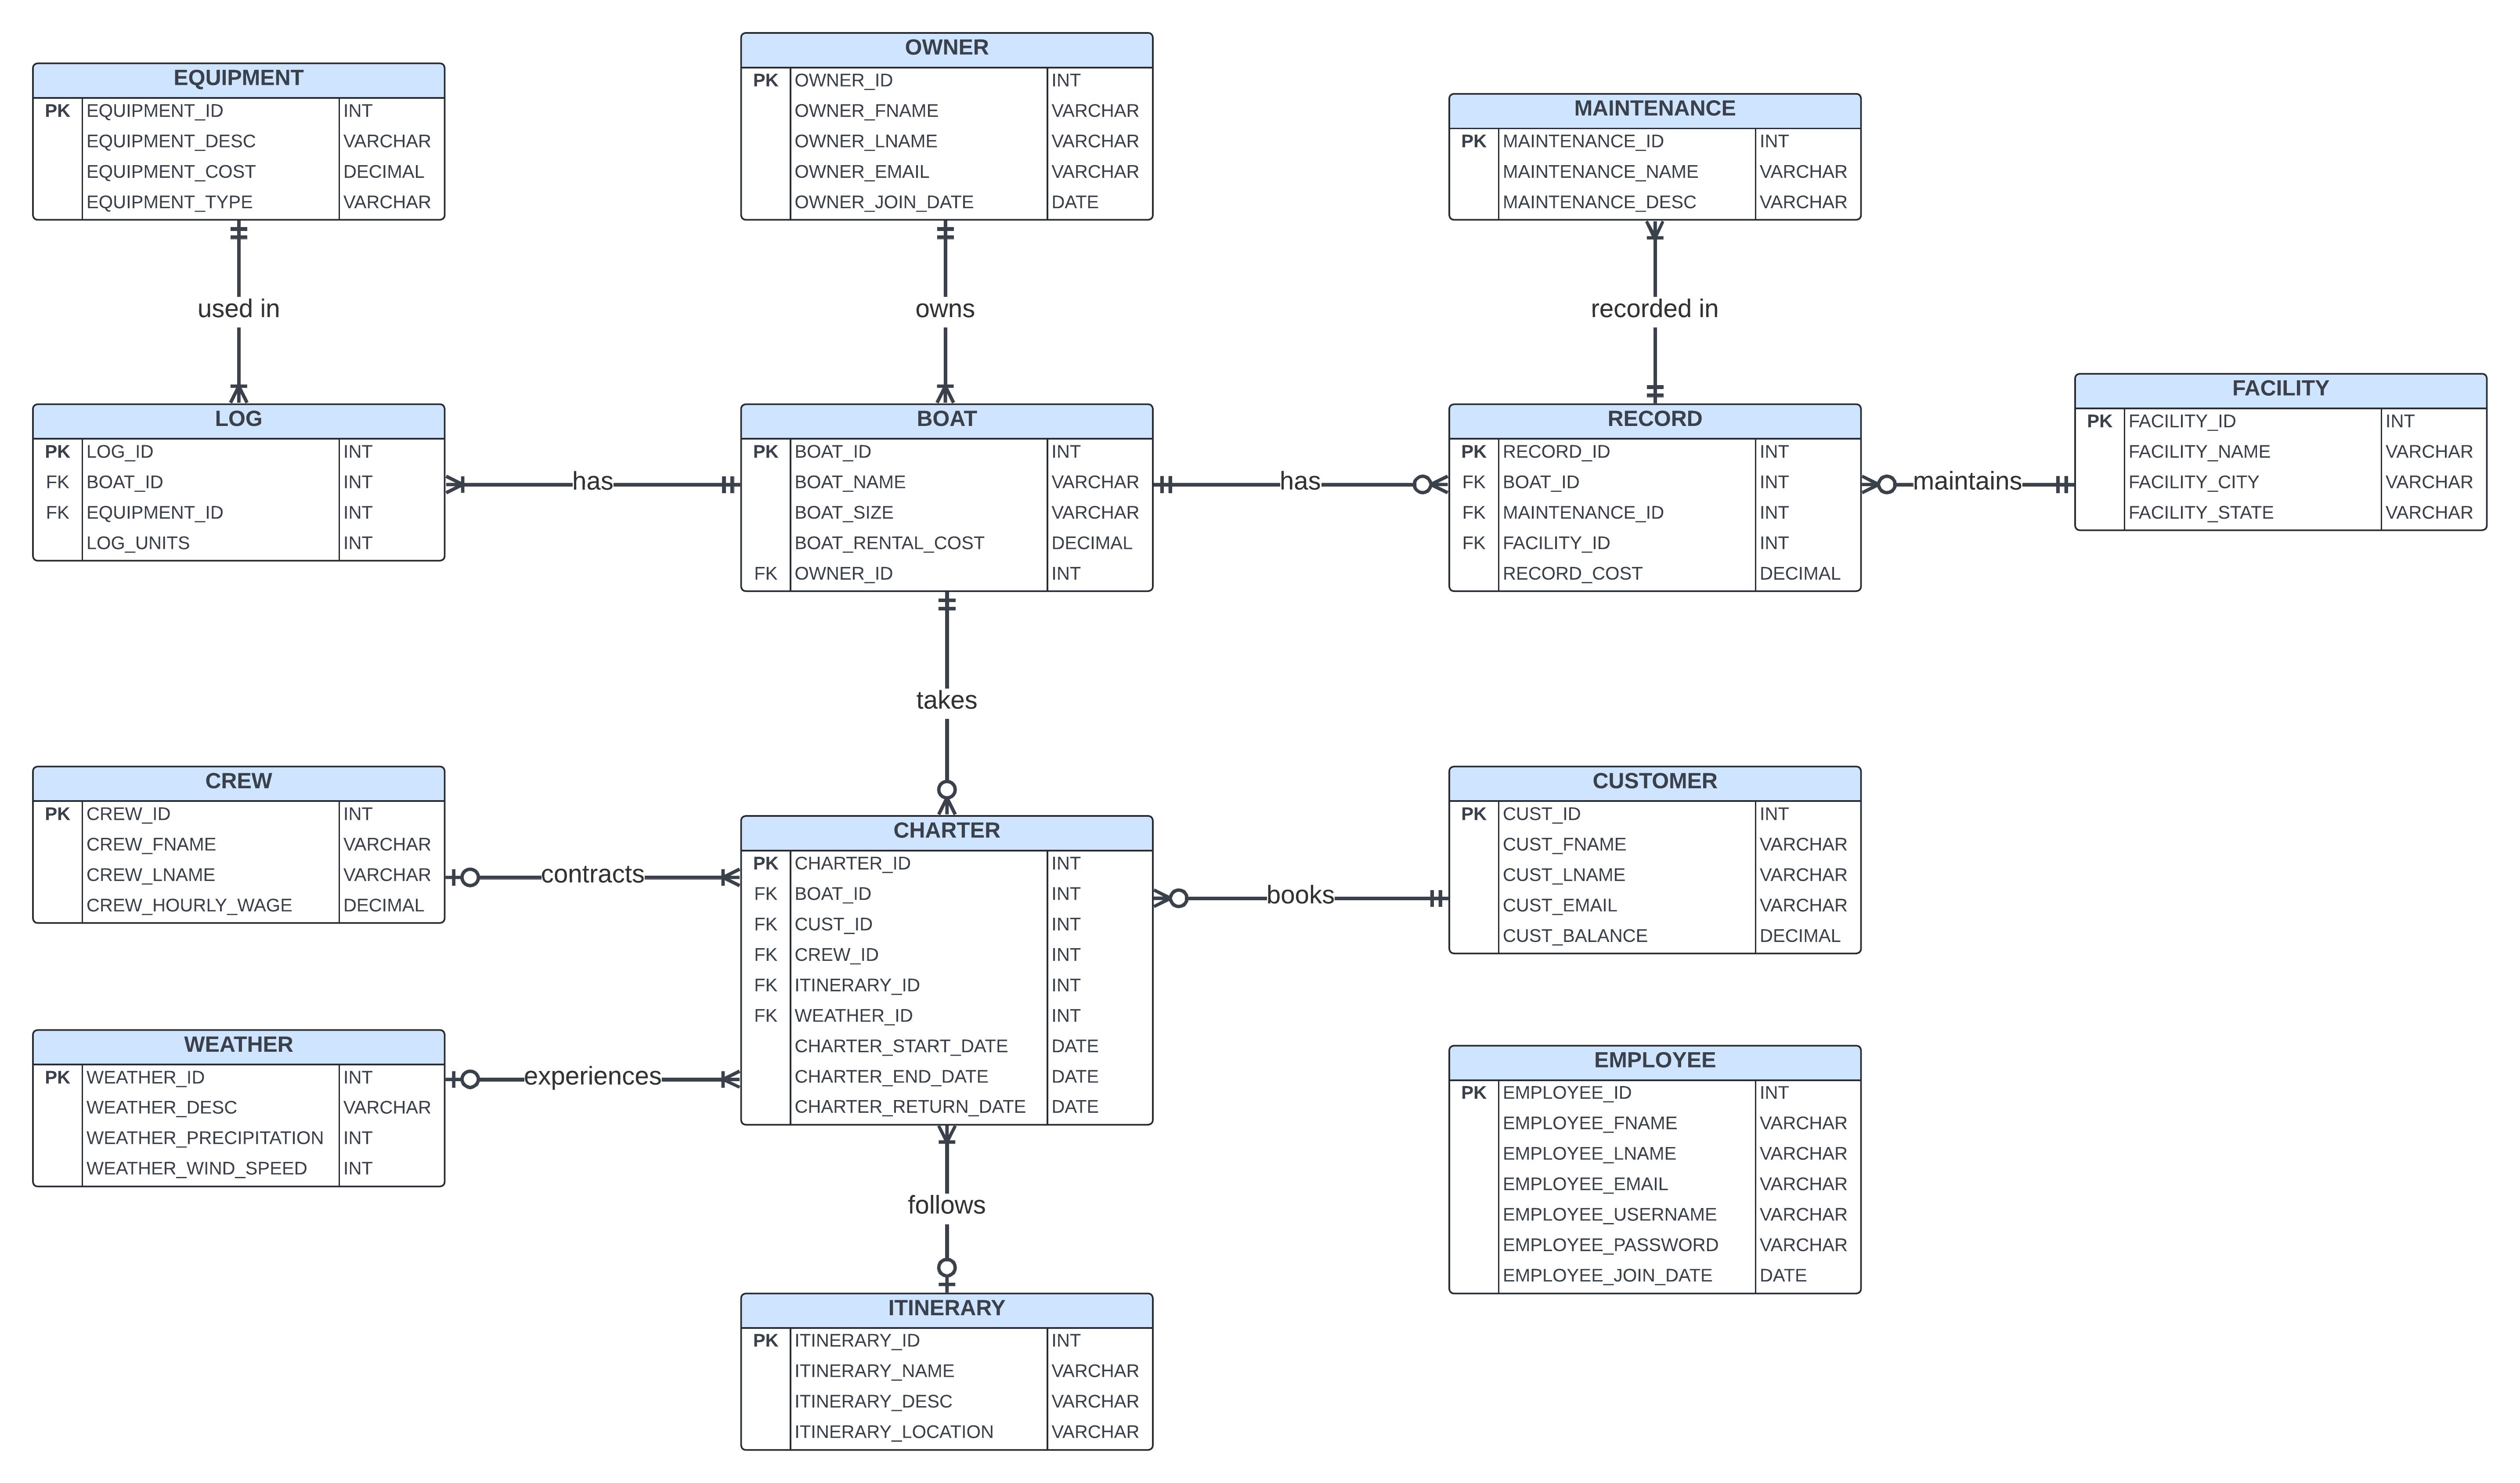 EQUIPMENT
PK EQUIPMENT_ID INT
EQUIPMENT_DESC VARCHAR
EQUIPMENT_COST DECIMAL
EQUIPMENT_TYPE VARCHAR
OWNER
PK OWNER_ID INT
OWNER_FNAME VARCHAR
OWNER_LNAME VARCHAR
OWNER_EMAIL VARCHAR
OWNER_JOIN_DATE DATE
MAINTENANCE
PK MAINTENANCE_ID INT
MAINTENANCE_NAME VARCHAR
MAINTENANCE_DESC VARCHAR
used in
owns
recorded in
LOG
PK LOG_ID INT
FK BOAT_ID INT
FK EQUIPMENT_ID INT
LOG_UNITS INT
has
BOAT
PK BOAT_ID INT
BOAT_NAME VARCHAR
BOAT_SIZE VARCHAR
BOAT_RENTAL_COST DECIMAL
FK OWNER_ID INT
has
RECORD
PK RECORD_ID INT
FK BOAT_ID INT
FK MAINTENANCE_ID INT
FK FACILITY_ID INT
RECORD_COST DECIMAL
maintains
FACILITY
PK FACILITY_ID INT
FACILITY_NAME VARCHAR
FACILITY_CITY VARCHAR
FACILITY_STATE VARCHAR
takes
CREW
PK CREW_ID INT
CREW_FNAME VARCHAR
CREW_LNAME VARCHAR
CREW_HOURLY_WAGE DECIMAL
contracts
CHARTER
PK CHARTER_ID INT
FK BOAT_ID INT
FK CUST_ID INT
FK CREW_ID INT
FK ITINERARY_ID INT
FK WEATHER_ID INT
CHARTER_START_DATE DATE
CHARTER_END_DATE DATE
CHARTER_RETURN_DATE DATE
books
CUSTOMER
PK CUST_ID INT
CUST_FNAME VARCHAR
CUST_LNAME VARCHAR
CUST_EMAIL VARCHAR
CUST_BALANCE DECIMAL
WEATHER
PK WEATHER_ID INT
WEATHER_DESC VARCHAR
WEATHER_PRECIPITATION INT
WEATHER_WIND_SPEED INT
experiences
EMPLOYEE
PK EMPLOYEE_ID INT
EMPLOYEE_FNAME VARCHAR
EMPLOYEE_LNAME VARCHAR
EMPLOYEE_EMAIL VARCHAR
EMPLOYEE_USERNAME VARCHAR
EMPLOYEE_PASSWORD VARCHAR
EMPLOYEE_JOIN_DATE DATE
follows
ITINERARY
PK ITINERARY_ID INT
ITINERARY_NAME VARCHAR
ITINERARY_DESC VARCHAR
ITINERARY_LOCATION VARCHAR